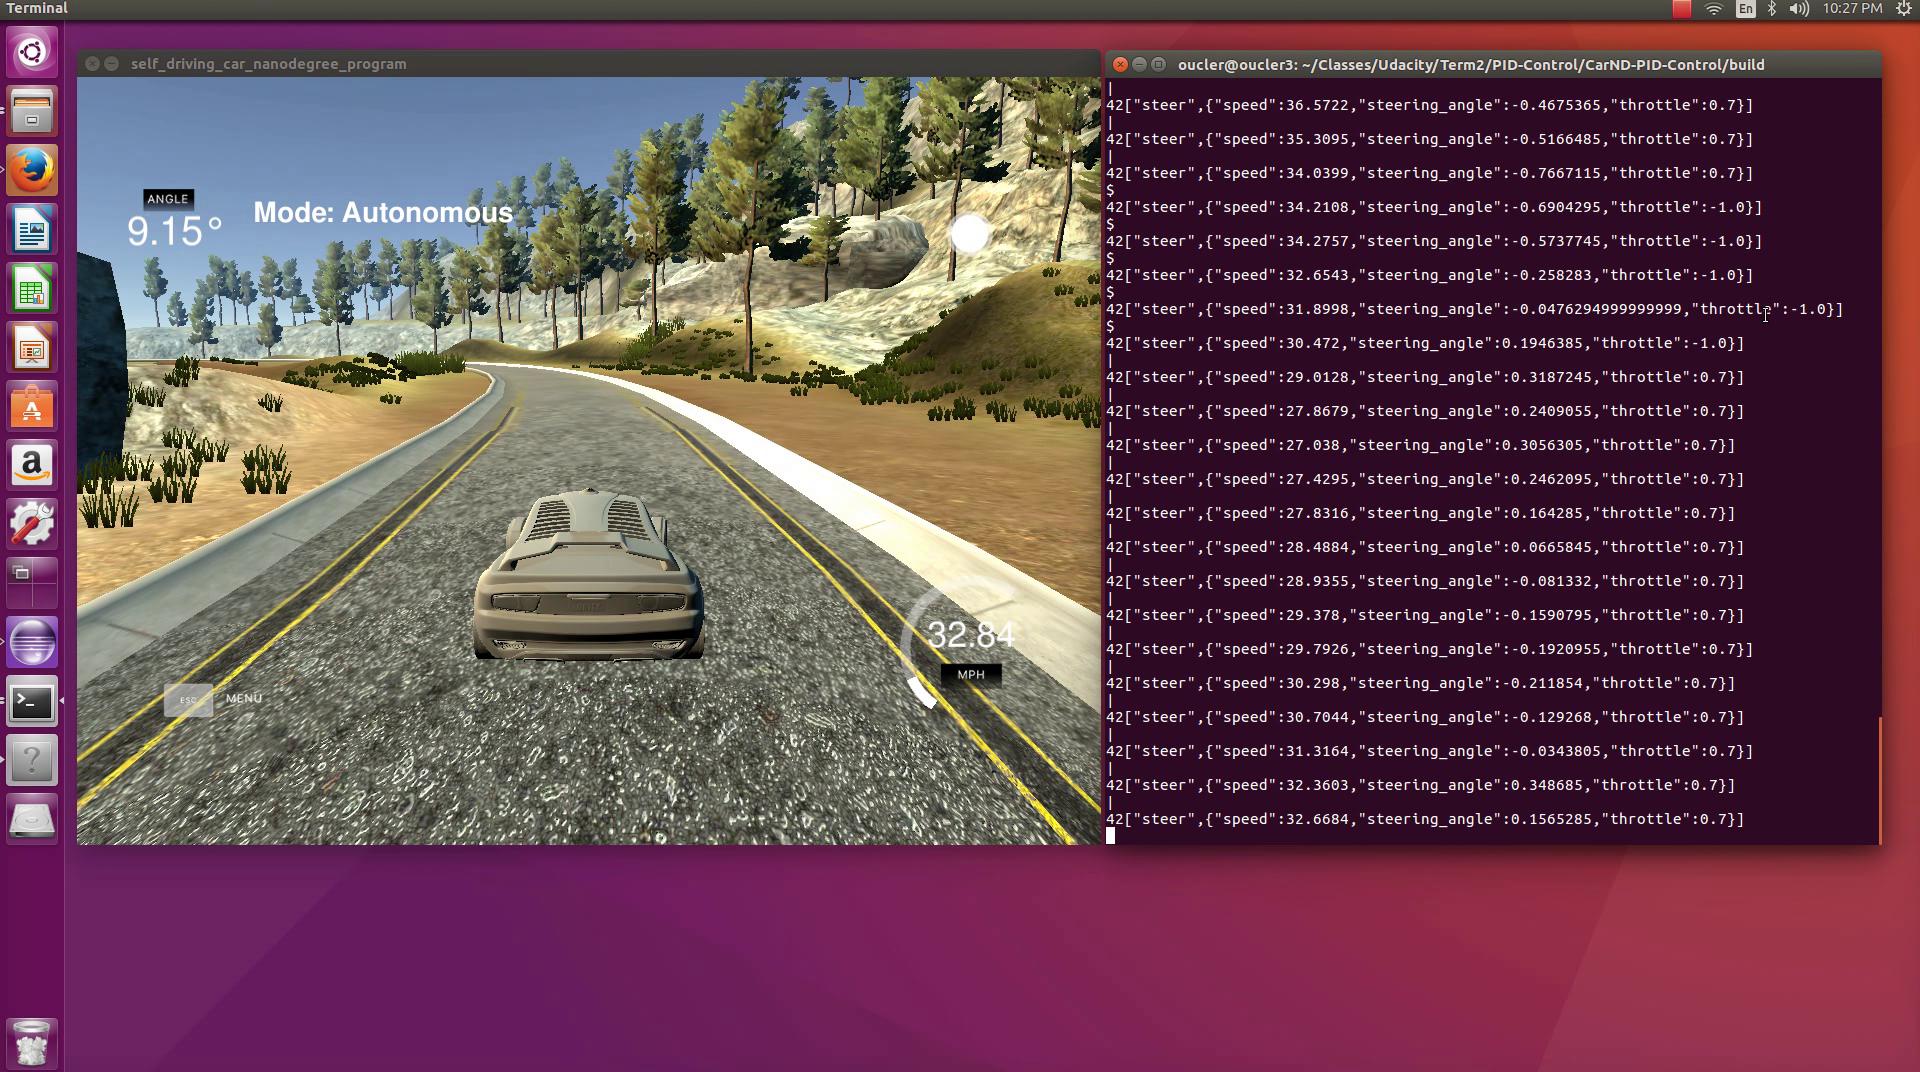 Terminal
En
10:27 PM
self_driving_car_nanodegree_program
ANGLE
9.15°
Mode: Autonomous
32.84
MPH
ESC
MENU
a
>_
?
oucler@oucler3: ~/Classes/Udacity/Term2/PID-Control/CarND-PID-Control/build
|
42["steer",{"speed":36.5722,"steering_angle":-0.4675365,"throttle":0.7}]
|
42["steer",{"speed":35.3095,"steering_angle":-0.5166485,"throttle":0.7}]
|
42["steer",{"speed":34.0399,"steering_angle":-0.7667115,"throttle":0.7}]
$
42["steer",{"speed":34.2108,"steering_angle":-0.6904295,"throttle":-1.0}]
$
42["steer",{"speed":34.2757,"steering_angle":-0.5737745,"throttle":-1.0}]
$
42["steer",{"speed":32.6543,"steering_angle":-0.258283,"throttle":-1.0}]
$
42["steer",{"speed":31.8998,"steering_angle":-0.0476294999999999,"throttle":-1.0}]
$
42["steer",{"speed":30.472,"steering_angle":0.1946385,"throttle":-1.0}]
|
42["steer",{"speed":29.0128,"steering_angle":0.3187245,"throttle":0.7}]
|
42["steer",{"speed":27.8679,"steering_angle":0.2409055,"throttle":0.7}]
|
42["steer",{"speed":27.038,"steering_angle":0.3056305,"throttle":0.7}]
|
42["steer",{"speed":27.4295,"steering_angle":0.2462095,"throttle":0.7}]
|
42["steer",{"speed":27.8316,"steering_angle":0.164285,"throttle":0.7}]
|
42["steer",{"speed":28.4884,"steering_angle":0.0665845,"throttle":0.7}]
|
42["steer",{"speed":28.9355,"steering_angle":-0.081332,"throttle":0.7}]
|
42["steer",{"speed":29.378,"steering_angle":-0.1590795,"throttle":0.7}]
|
42["steer",{"speed":29.7926,"steering_angle":-0.1920955,"throttle":0.7}]
|
42["steer",{"speed":30.298,"steering_angle":-0.211854,"throttle":0.7}]
|
42["steer",{"speed":30.7044,"steering_angle":-0.129268,"throttle":0.7}]
|
42["steer",{"speed":31.3164,"steering_angle":-0.0343805,"throttle":0.7}]
|
42["steer",{"speed":32.3603,"steering_angle":0.348685,"throttle":0.7}]
|
42["steer",{"speed":32.6684,"steering_angle":0.1565285,"throttle":0.7}]